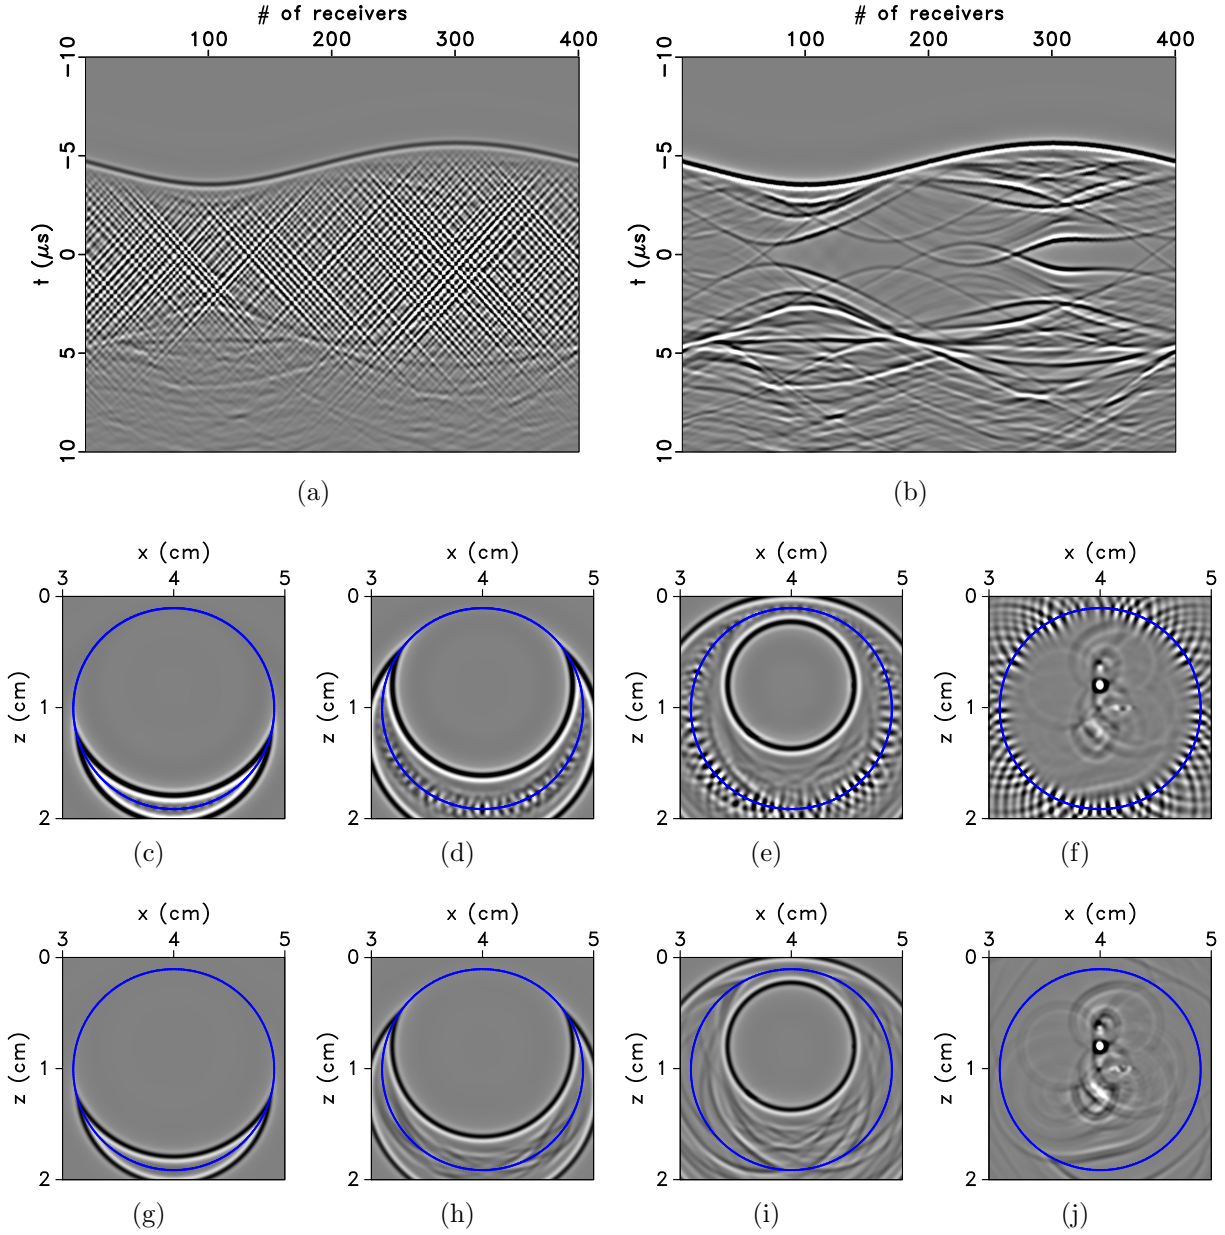 # of receivers # of receivers
100 200 300 400 100 200 300 400
-10 -10
-5 -5
t (μs) 0 t (μs) 0
5 5
10 10
(a) (b)
x (cm) x (cm) x (cm) x (cm)
3 4 5 3 4 5 3 4 5 3 4 5
0 0 0 0
z (cm) 1 z (cm) 1 z (cm) 1 z (cm) 1
2 2 2 2
(c) (d) (e) (f)
x (cm) x (cm) x (cm) x (cm)
3 4 5 3 4 5 3 4 5 3 4 5
0 0 0 0
z (cm) 1 z (cm) 1 z (cm) 1 z (cm) 1
2 2 2 2
(g) (h) (i) (j)